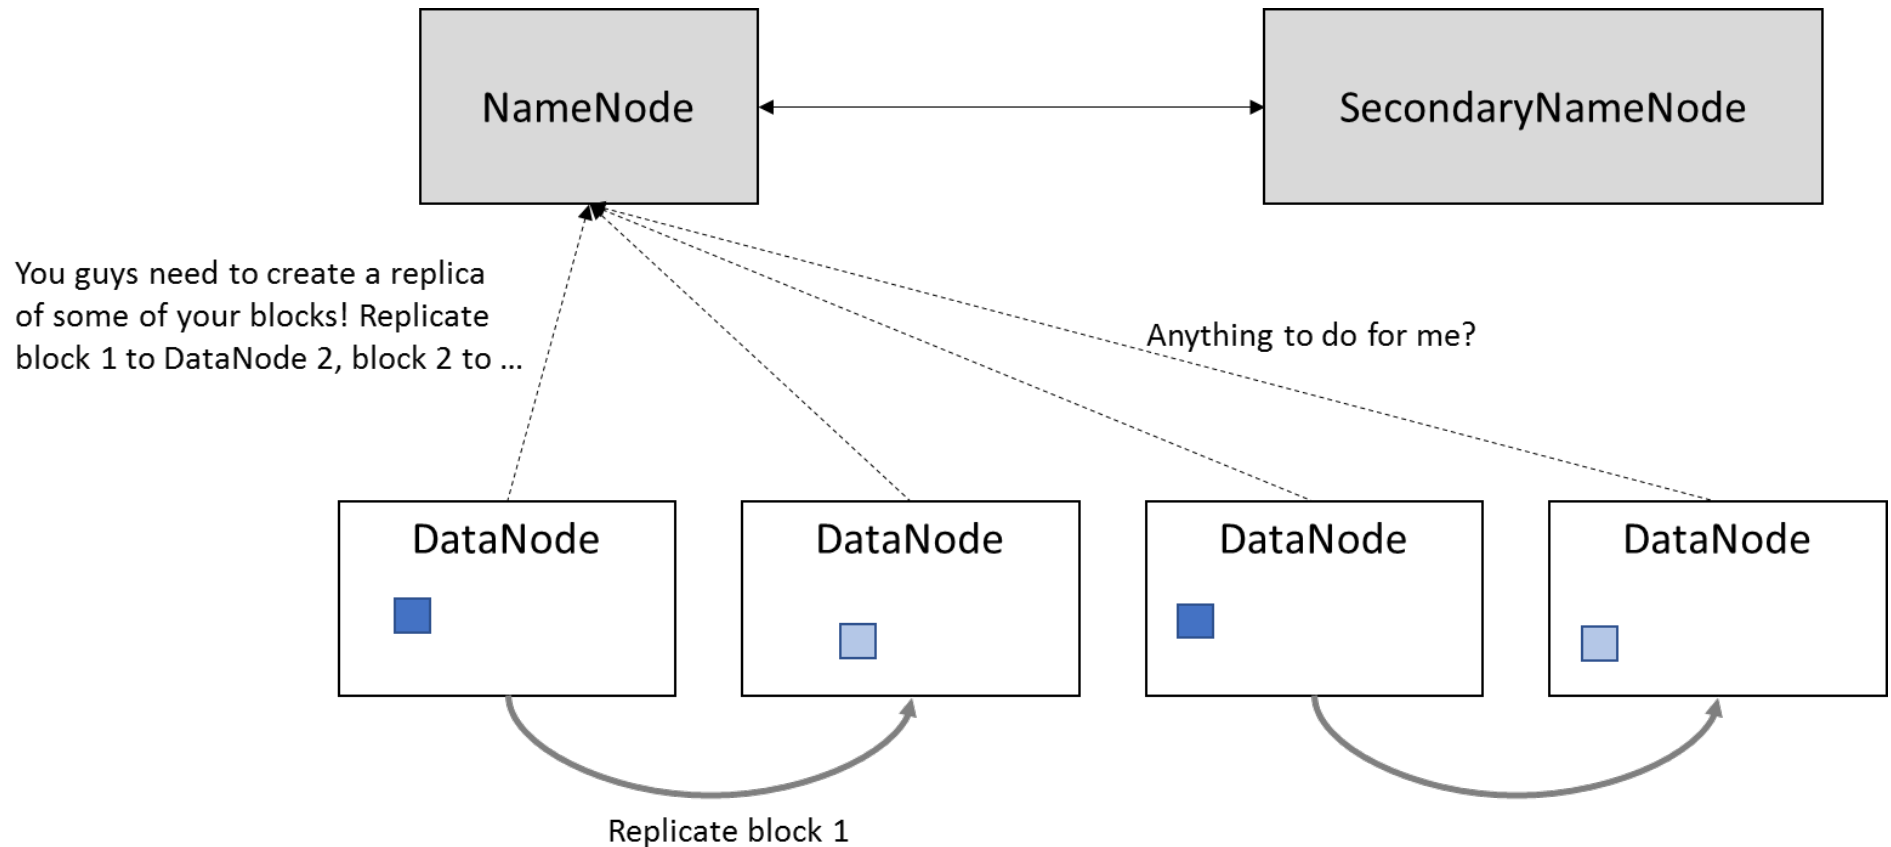 NameNode
SecondaryNameNode
You guys need to create a replica
of some of your blocks! Replicate
block 1 to DataNode 2, block 2 to ...
Anything to do for me?
DataNode
DataNode
DataNode
DataNode
Replicate block 1